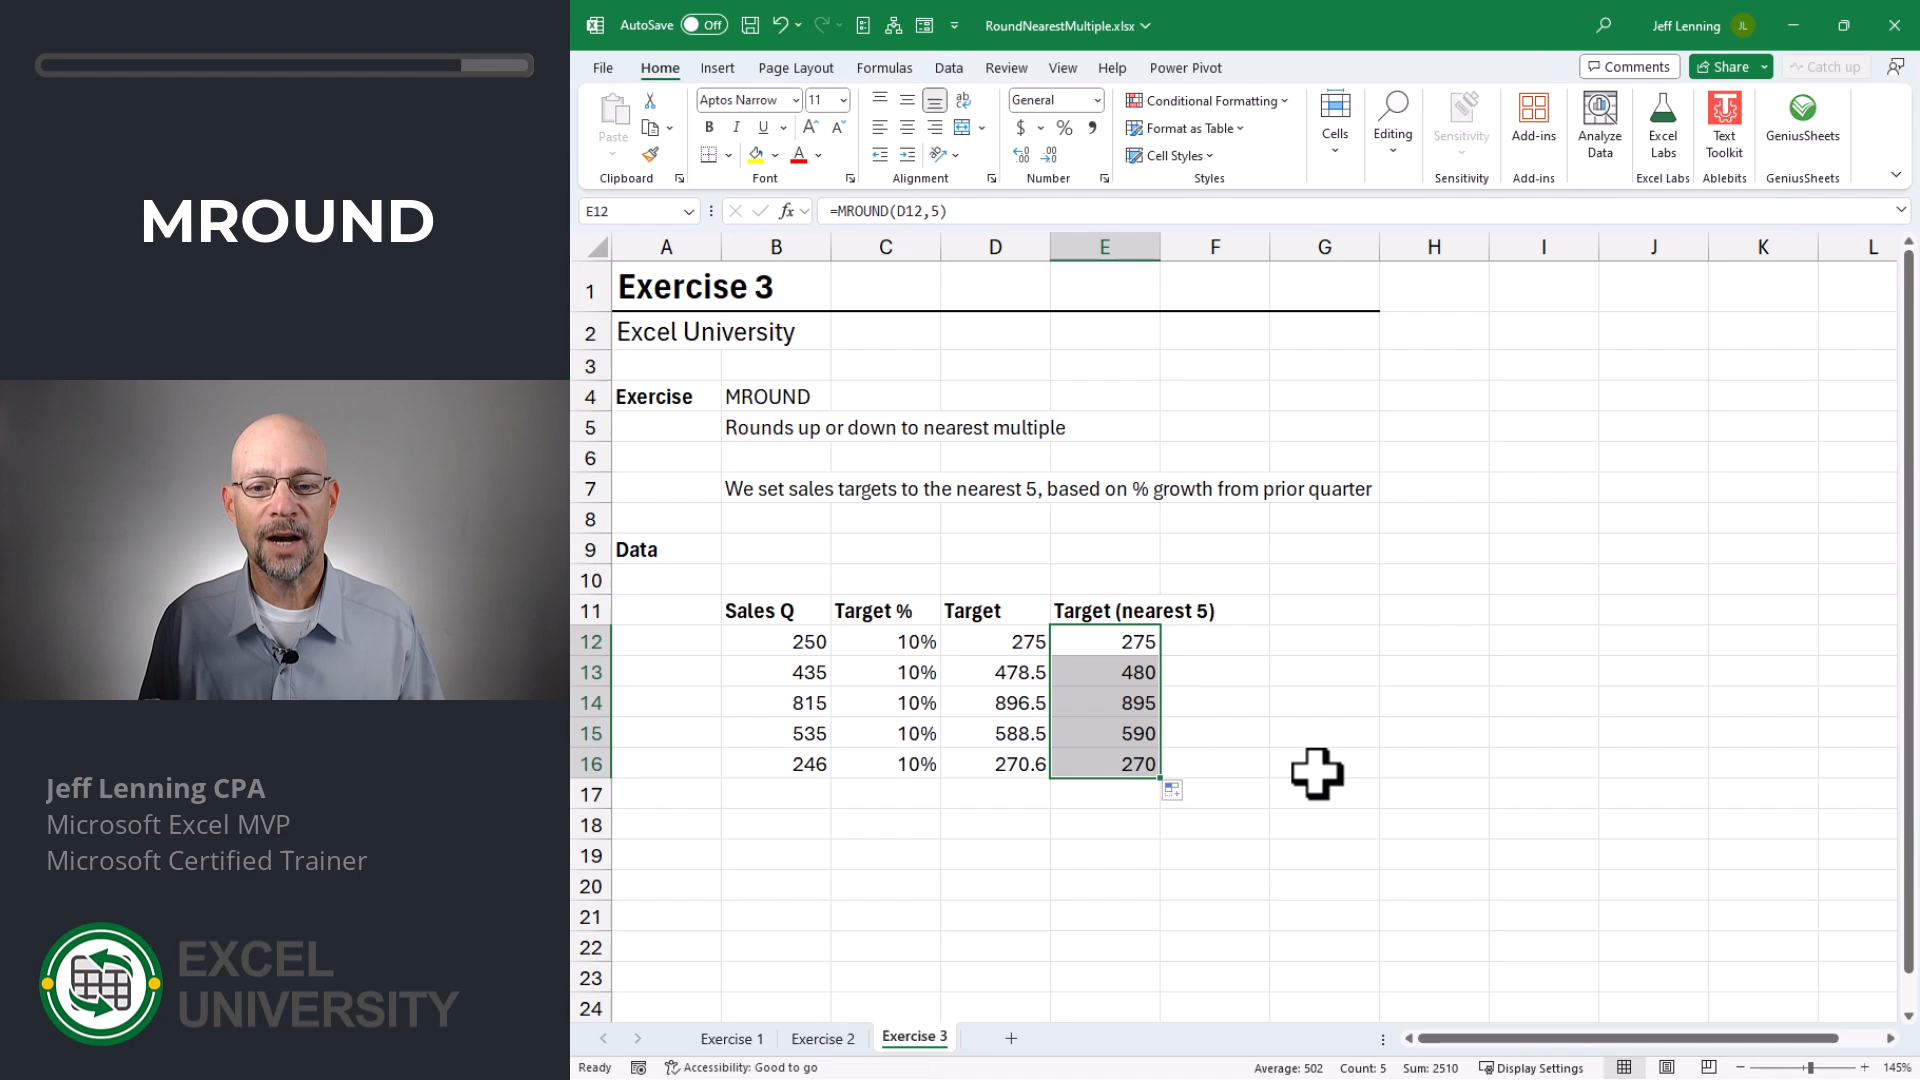 MROUND
Jeff Lenning CPA
Microsoft Excel MVP
Microsoft Certified Trainer
EXCEL
UNIVERSITY
AutoSave Off RoundNearestMultiple.xlsx Jeff Lenning JL
File Home Insert Page Layout Formulas Data Review View Help Power Pivot Comments Share Catch up
Paste
Clipboard
Aptos Narrow 11
B I U
Font
Alignment
General
$ %
Number
Conditional Formatting
Format as Table
Cell Styles
Styles
Cells
Editing
Sensitivity
Sensitivity
Add-ins
Add-ins
Analyze
Data
Excel
Labs
Excel Labs
Text
Toolkit
Ablebits
GeniusSheets
GeniusSheets
E12 fx =MROUND(D12,5)
A B C D E F G H I J K L
1 Exercise 3
2 Excel University
3
4 Exercise MROUND
5 Rounds up or down to nearest multiple
6
7 We set sales targets to the nearest 5, based on % growth from prior quarter
8
9 Data
10
11 Sales Q Target % Target Target (nearest 5)
12 250 10% 275 275
13 435 10% 478.5 480
14 815 10% 896.5 895
15 535 10% 588.5 590
16 246 10% 270.6 270
17
18
19
20
21
22
23
24
Exercise 1 Exercise 2 Exercise 3
Ready Accessibility: Good to go Average: 502 Count: 5 Sum: 2510 Display Settings 145%